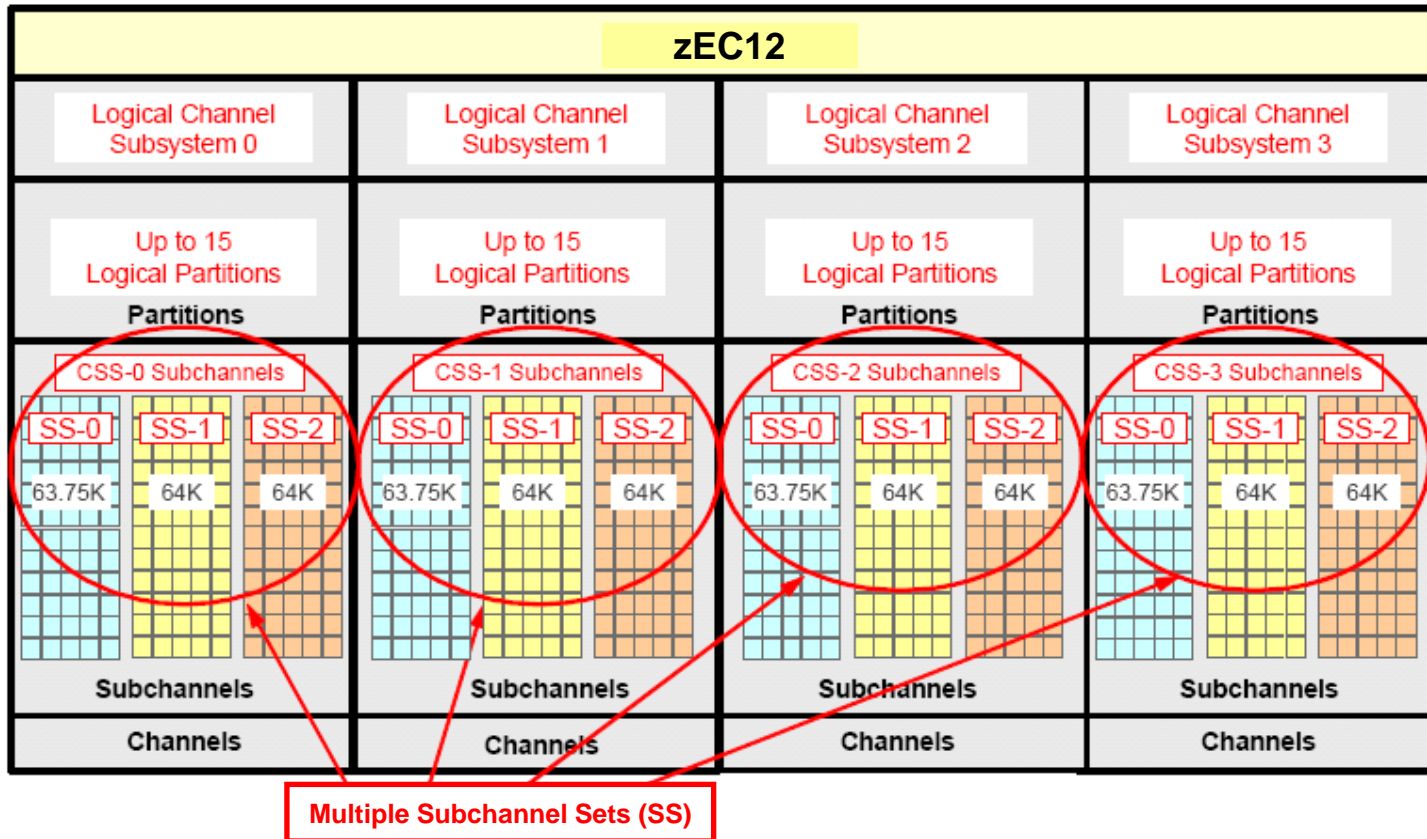 zEC12
Logical Channel
Subsystem 0
Logical Channel
Subsystem 1
Logical Channel
Subsystem 2
Logical Channel
Subsystem 3
Up to 15
Logical Partitions
Partitions
Up to 15
Logical Partitions
Partitions
Up to 15
Logical Partitions
Partitions
Up to 15
Logical Partitions
Partitions
CSS-0 Subchannels
SS-0
SS-1
SS-2
63.75K
64K
64K
Subchannels
CSS-1 Subchannels
SS-0
SS-1
SS-2
63.75K
64K
64K
Subchannels
CSS-2 Subchannels
SS-0
SS-1
SS-2
63.75K
64K
64K
Subchannels
CSS-3 Subchannels
SS-0
SS-1
SS-2
63.75K
64K
64K
Subchannels
Channels
Channels
Channels
Channels
Multiple Subchannel Sets (SS)